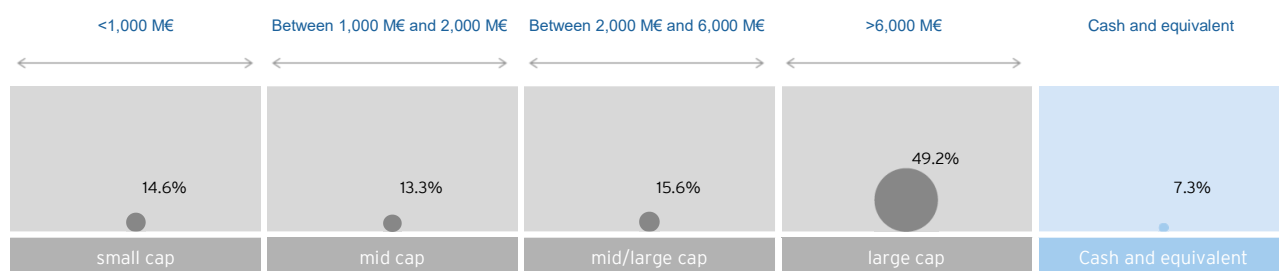 <1,000 M€
Between 1,000 M€ and 2,000 M€
Between 2,000 M€ and 6,000 M€
>6,000 M€
Cash and equivalent
14.6%
13.3%
15.6%
49.2%
7.3%
small cap
mid cap
mid/large cap
large cap
Cash and equivalent